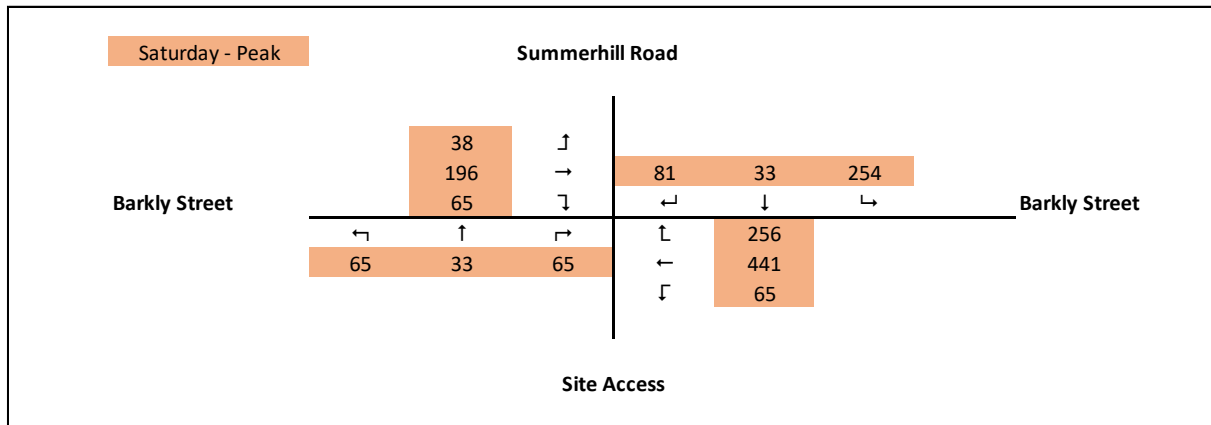 Saturday - Peak
Summerhill Road
38
196 → 81 33 254
Barkly Street 65 ↴ ↵ ↓ ↳ Barkly Street
↰ ↑ ↱ 256
65 33 65 ← 441
65
Site Access